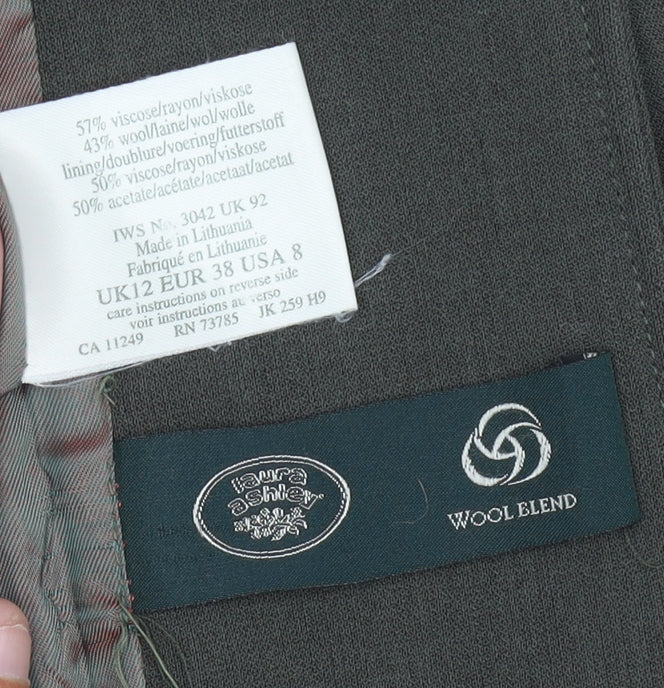 57% viscose/rayon/viskose
43% wool/laine/wol/wolle
lining/doublure/voering/futterstoff
50% viscose/rayon/viskose
50% acetate/acétate/acetaat/acetat
IWS No. 3042 UK 92
Made in Lithuania
Fabriqué en Lithuanie
UK12 EUR 38 USA 8
care instructions on reverse side
voir instructions au verso
CA 11249 RN 73785 JK 259 H9
laura
ashley
WOOL BLEND